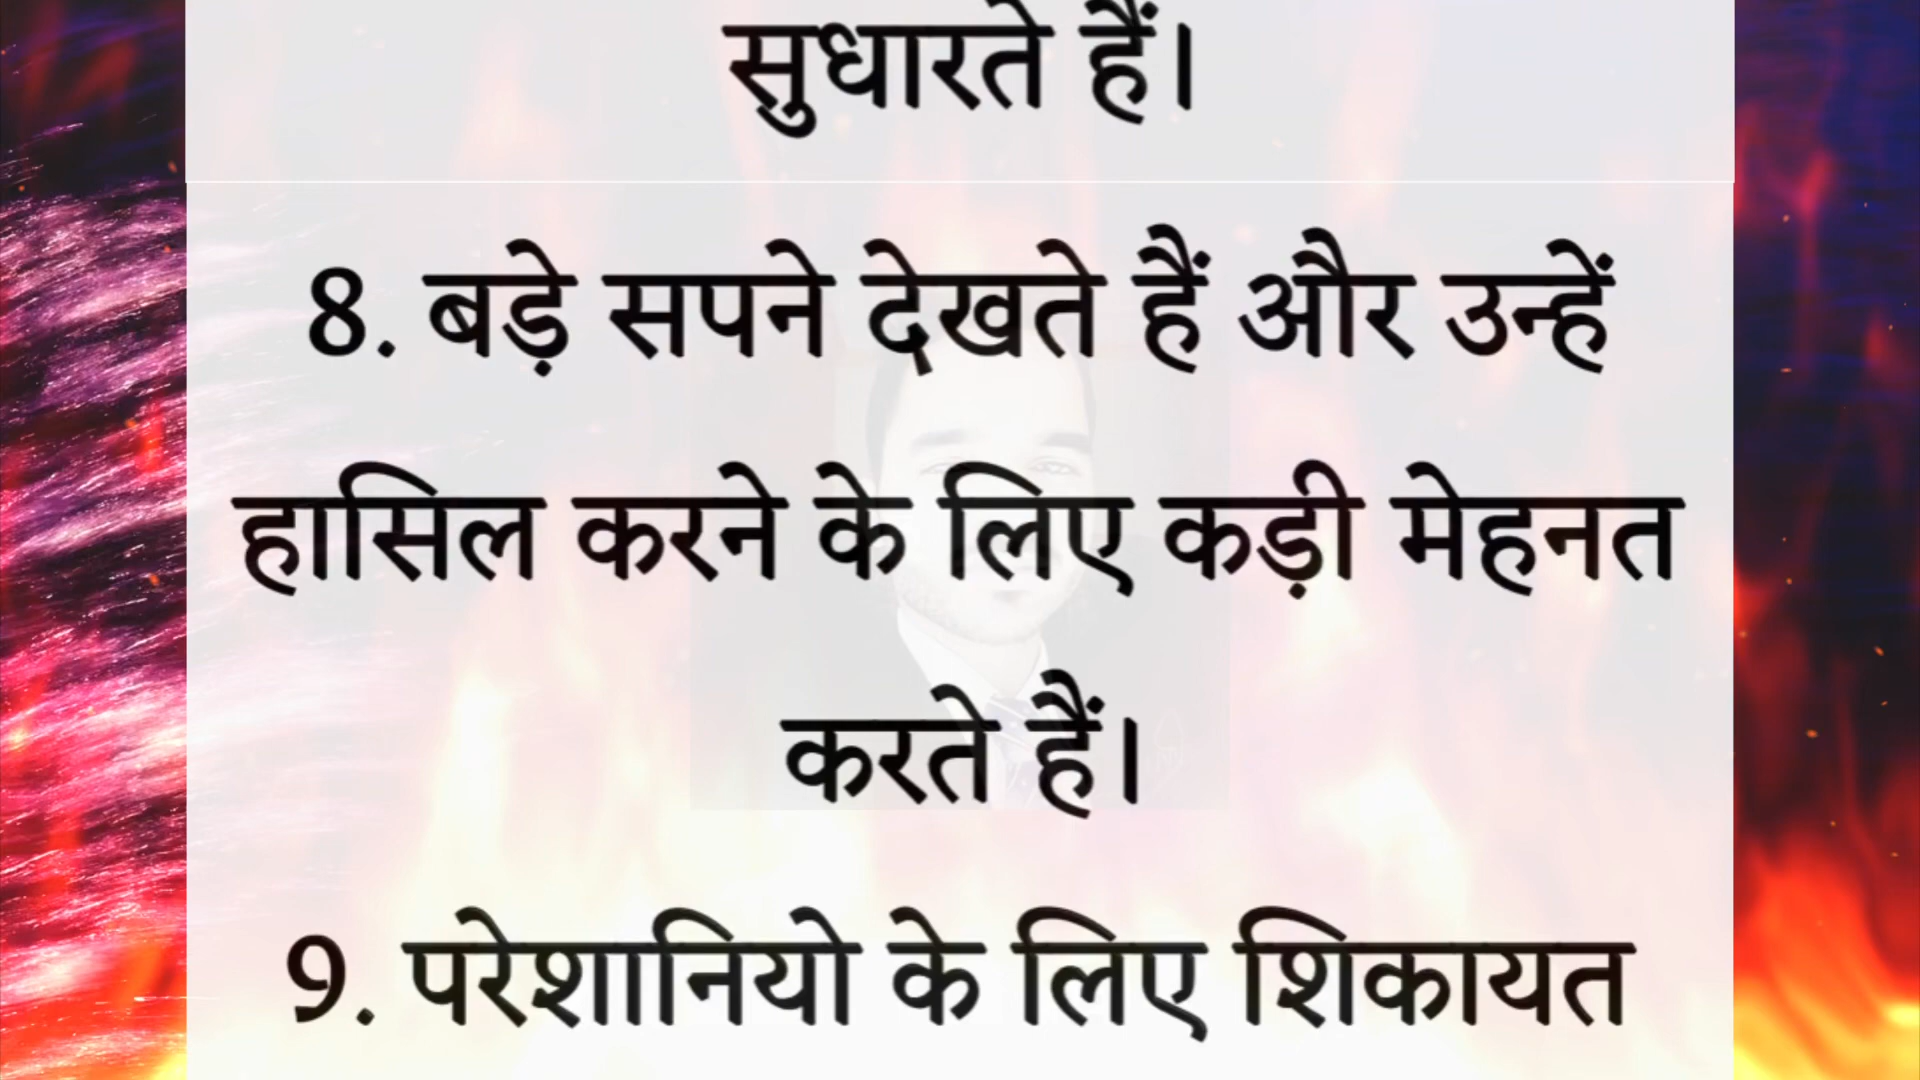 सुधारते हैं।
8. बड़े सपने देखते हैं और उन्हें
हासिल करने के लिए कड़ी मेहनत
करते हैं।
9. परेशानियो के लिए शिकायत